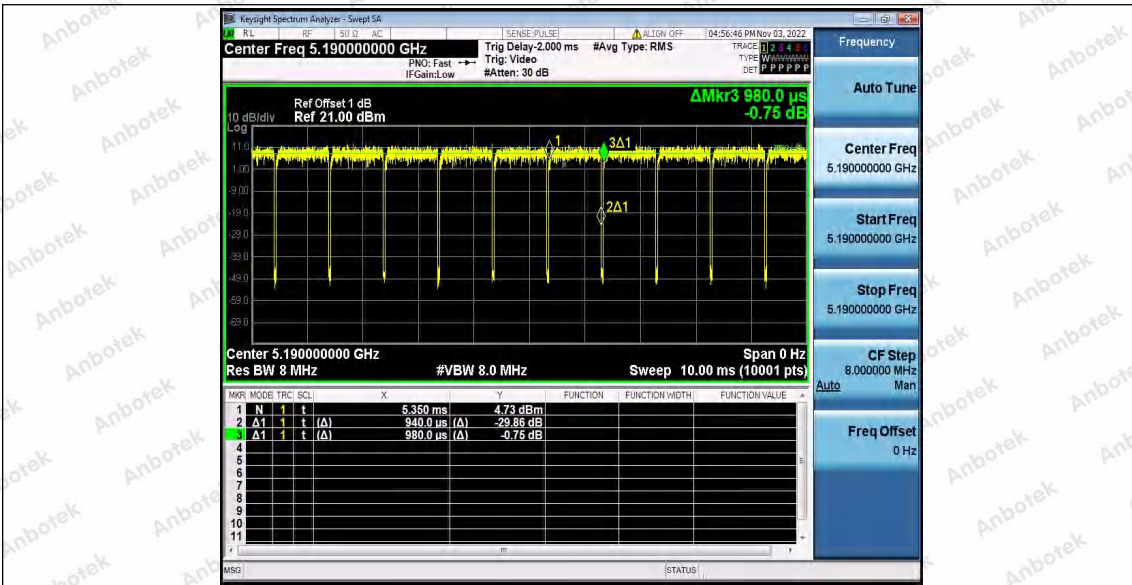 Keysight Spectrum Analyzer - Swept SA
RL RF 50 Ω AC SENSE:PULSE ALIGN OFF 04:56:46 PM Nov 03, 2022
Center Freq 5.190000000 GHz
PNO: Fast
IFGain:Low
Trig Delay-2.000 ms
Trig: Video
#Atten: 30 dB
#Avg Type: RMS
TRACE 1 2 3 4 5 6
TYPE W
DET P P P P P P
ΔMkr3 980.0 µs
-0.75 dB
Ref Offset 1 dB
10 dB/div Ref 21.00 dBm
Log
11.0
1.00
-9.00
-19.0
-29.0
-39.0
-49.0
-59.0
-69.0
1
3Δ1
2Δ1
Center 5.190000000 GHz Span 0 Hz
Res BW 8 MHz #VBW 8.0 MHz Sweep 10.00 ms (10001 pts)
MKR MODE TRC SCL X Y FUNCTION FUNCTION WIDTH FUNCTION VALUE
1 N 1 t 5.350 ms 4.73 dBm
2 Δ1 1 t (Δ) 940.0 µs (Δ) -29.86 dB
3 Δ1 1 t (Δ) 980.0 µs (Δ) -0.75 dB
4
5
6
7
8
9
10
11
MSG STATUS
Frequency
Auto Tune
Center Freq
5.190000000 GHz
Start Freq
5.190000000 GHz
Stop Freq
5.190000000 GHz
CF Step
8.000000 MHz
Auto Man
Freq Offset
0 Hz
Anbotek